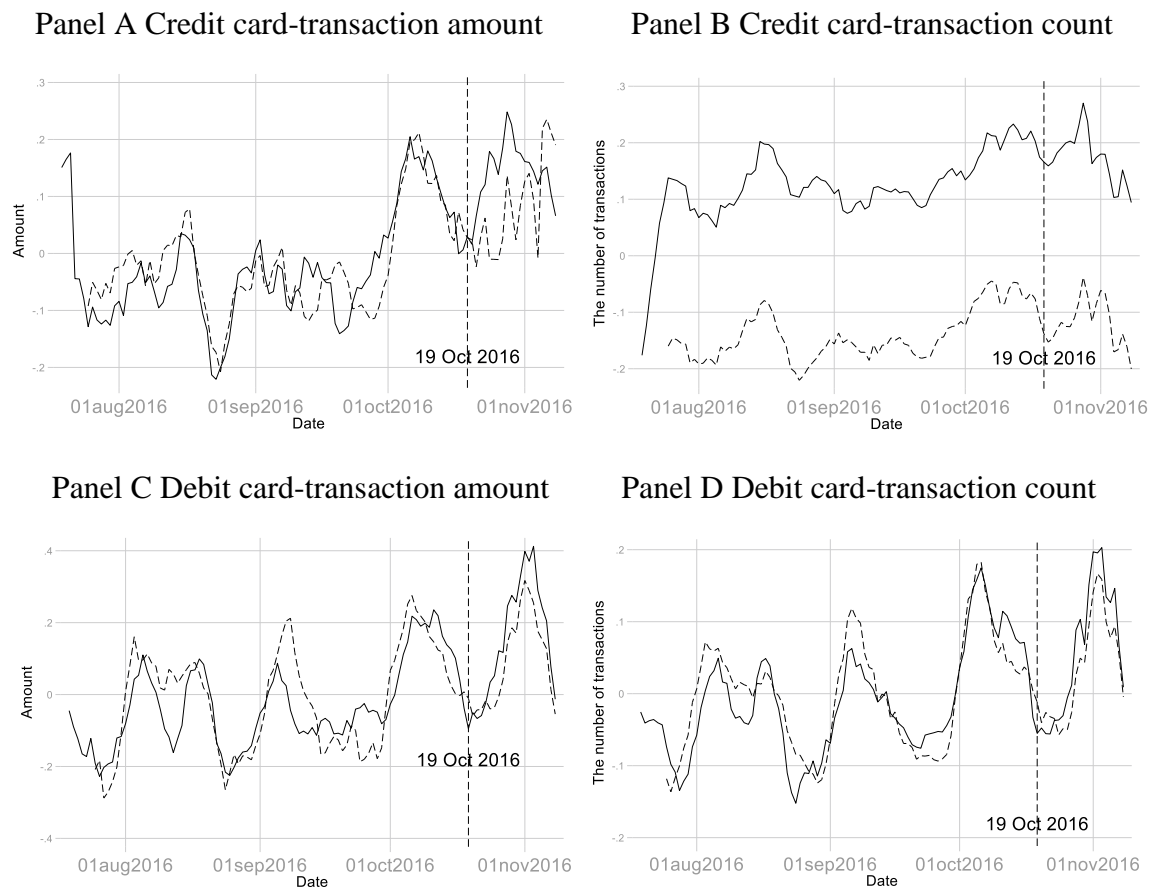 Panel A Credit card-transaction amount
Panel B Credit card-transaction count
.3
.2
.1
0
-.1
-.2
Amount
19 Oct 2016
01aug2016
01sep2016
01oct2016
01nov2016
Date
.3
.2
.1
0
-.1
-.2
The number of transactions
19 Oct 2016
01aug2016
01sep2016
01oct2016
01nov2016
Date
Panel C Debit card-transaction amount
Panel D Debit card-transaction count
.4
.2
0
-.2
-.4
Amount
19 Oct 2016
01aug2016
01sep2016
01oct2016
01nov2016
Date
.2
.1
0
-.1
-.2
The number of transactions
19 Oct 2016
01aug2016
01sep2016
01oct2016
01nov2016
Date